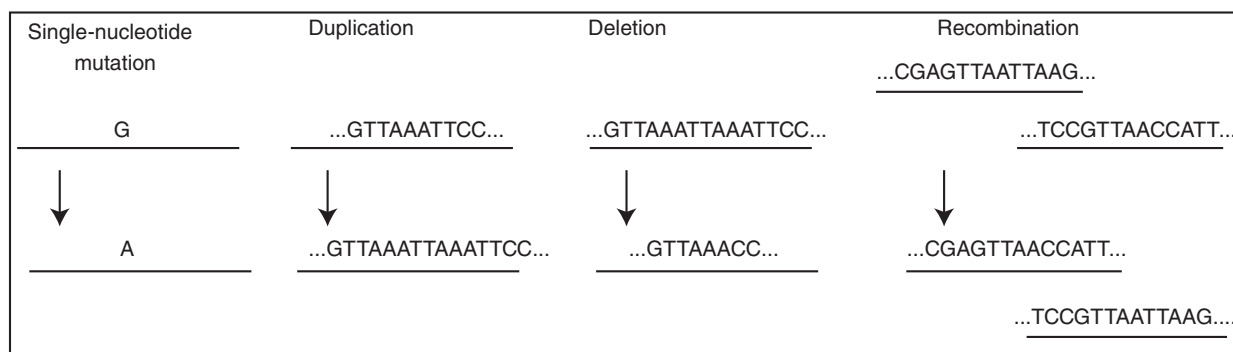 Single-nucleotide
mutation
Duplication
Deletion
Recombination
...CGAGTTAATTAAG...
G
...GTTAAATTCC...
...GTTAAATTAAATTCC...
...TCCGTTAACCATT...
A
...GTTAAATTAAATTCC...
...GTTAAACC...
...CGAGTTAACCATT...
...TCCGTTAATTAAG....